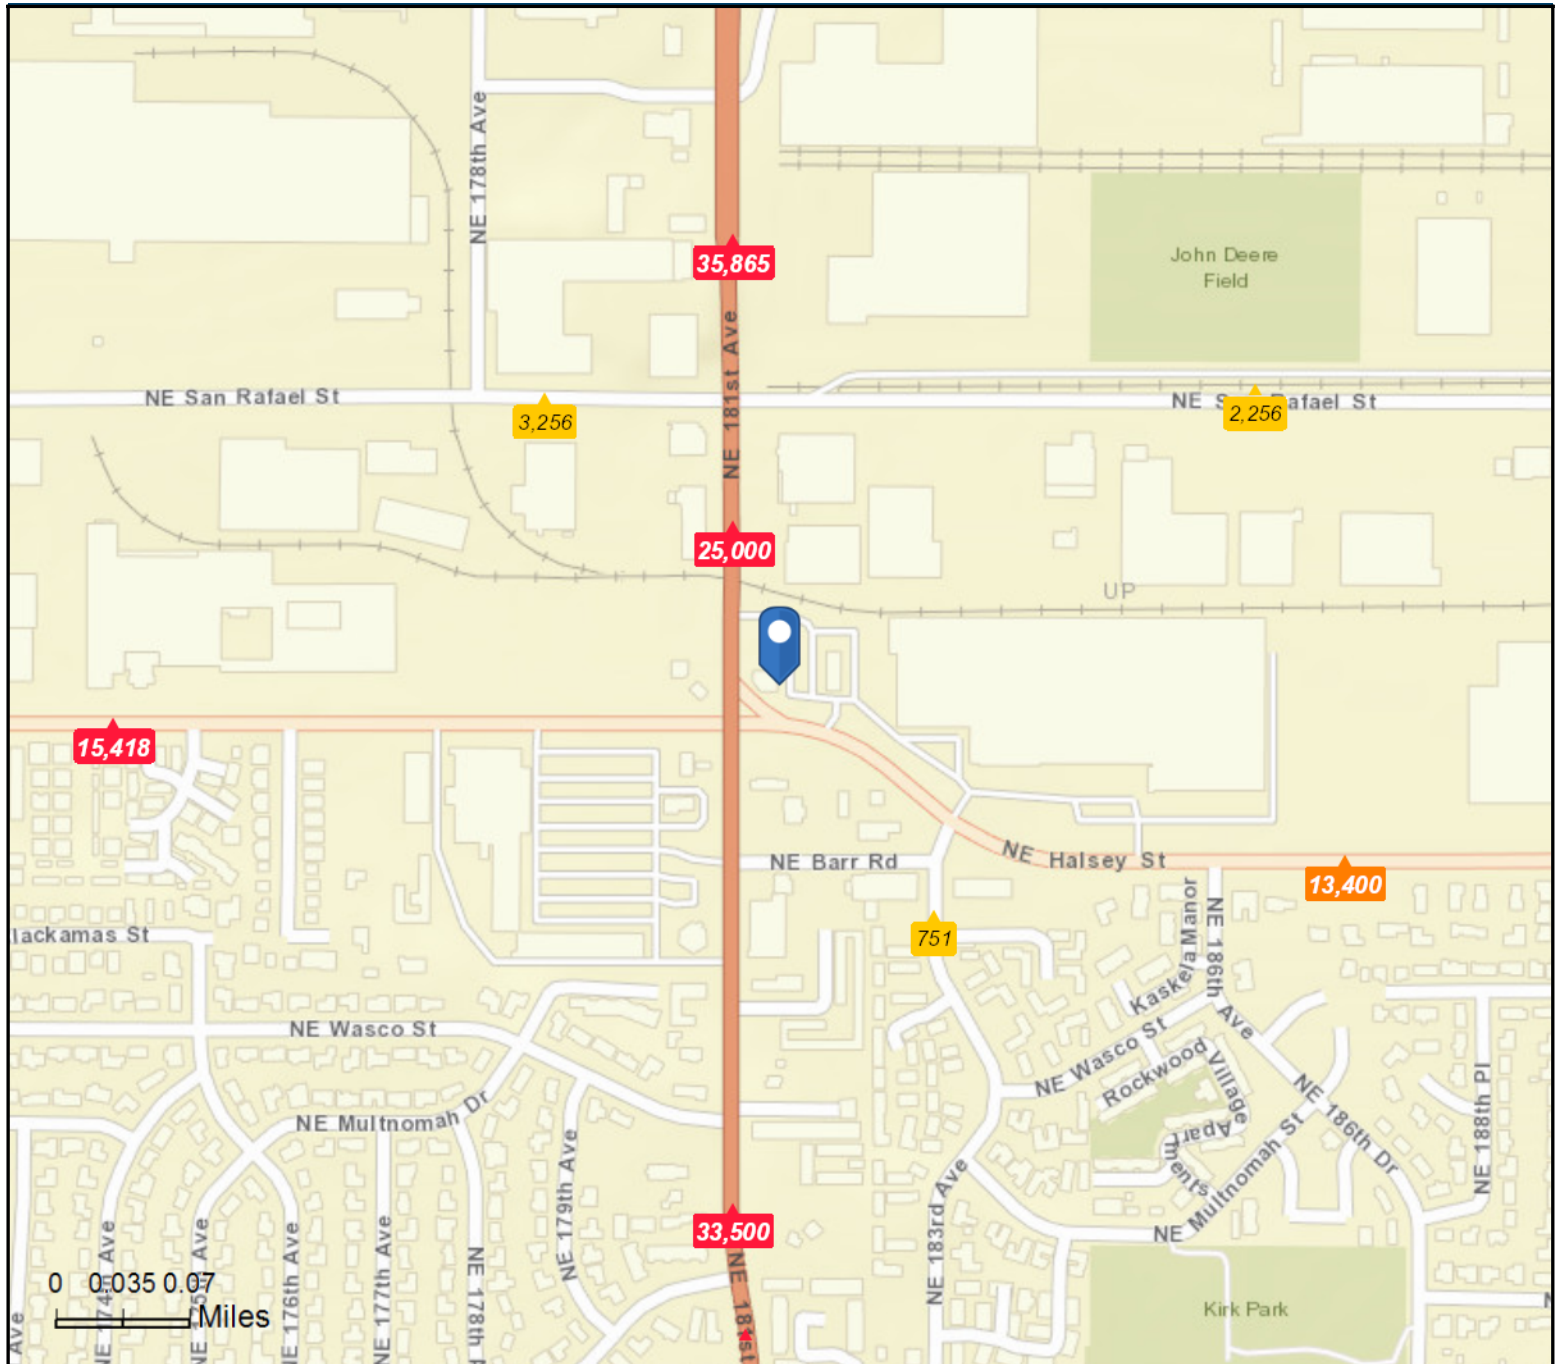 NE 178th Ave
35,865
John Deere
Field
NE 181st Ave
NE San Rafael St
3,256
2,256
25,000
UP
15,418
NE Barr Rd
NE Halsey St
13,400
751
lackamas St
Kaskela Manor
NE 186th Ave
NE Wasco St
NE Wasco St
Rockwood Village Apartments
NE 186th Dr
NE 188th Pl
NE Multnomah Dr
NE Multnomah St
NE 179th Ave
NE 183rd Ave
33,500
NE 181st
Kirk Park
NE 176th Ave
NE 177th Ave
NE 178th
Ave
0 0.035 0.07
Miles